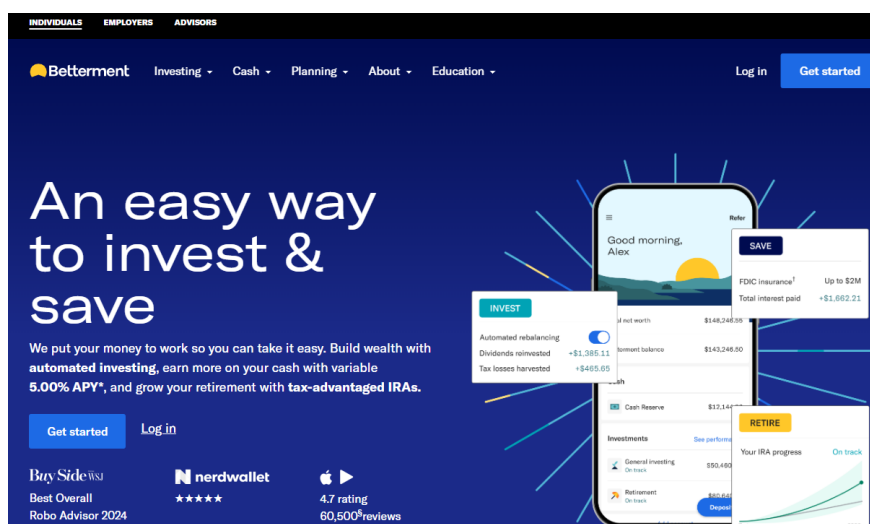 INDIVIDUALS EMPLOYERS ADVISORS
Betterment Investing Cash Planning About Education Log in Get started
An easy way
to invest &
save
We put your money to work so you can take it easy. Build wealth with
automated investing, earn more on your cash with variable
5.00% APY*, and grow your retirement with tax-advantaged IRAs.
Get started Log in
Buy Side WSJ
Best Overall
Robo Advisor 2024
nerdwallet
★★★★★
4.7 rating
60,500§reviews
Refer
Good morning,
Alex
net worth $148,246.55
balance $143,246.50
Cash Reserve
Investments See
General investing
On track
Retirement
On track
INVEST
Automated rebalancing
Dividends reinvested +$1,385.11
Tax losses harvested +$465.65
SAVE
FDIC insurance† Up to $2M
Total interest paid +$1,662.21
RETIRE
Your IRA progress On track